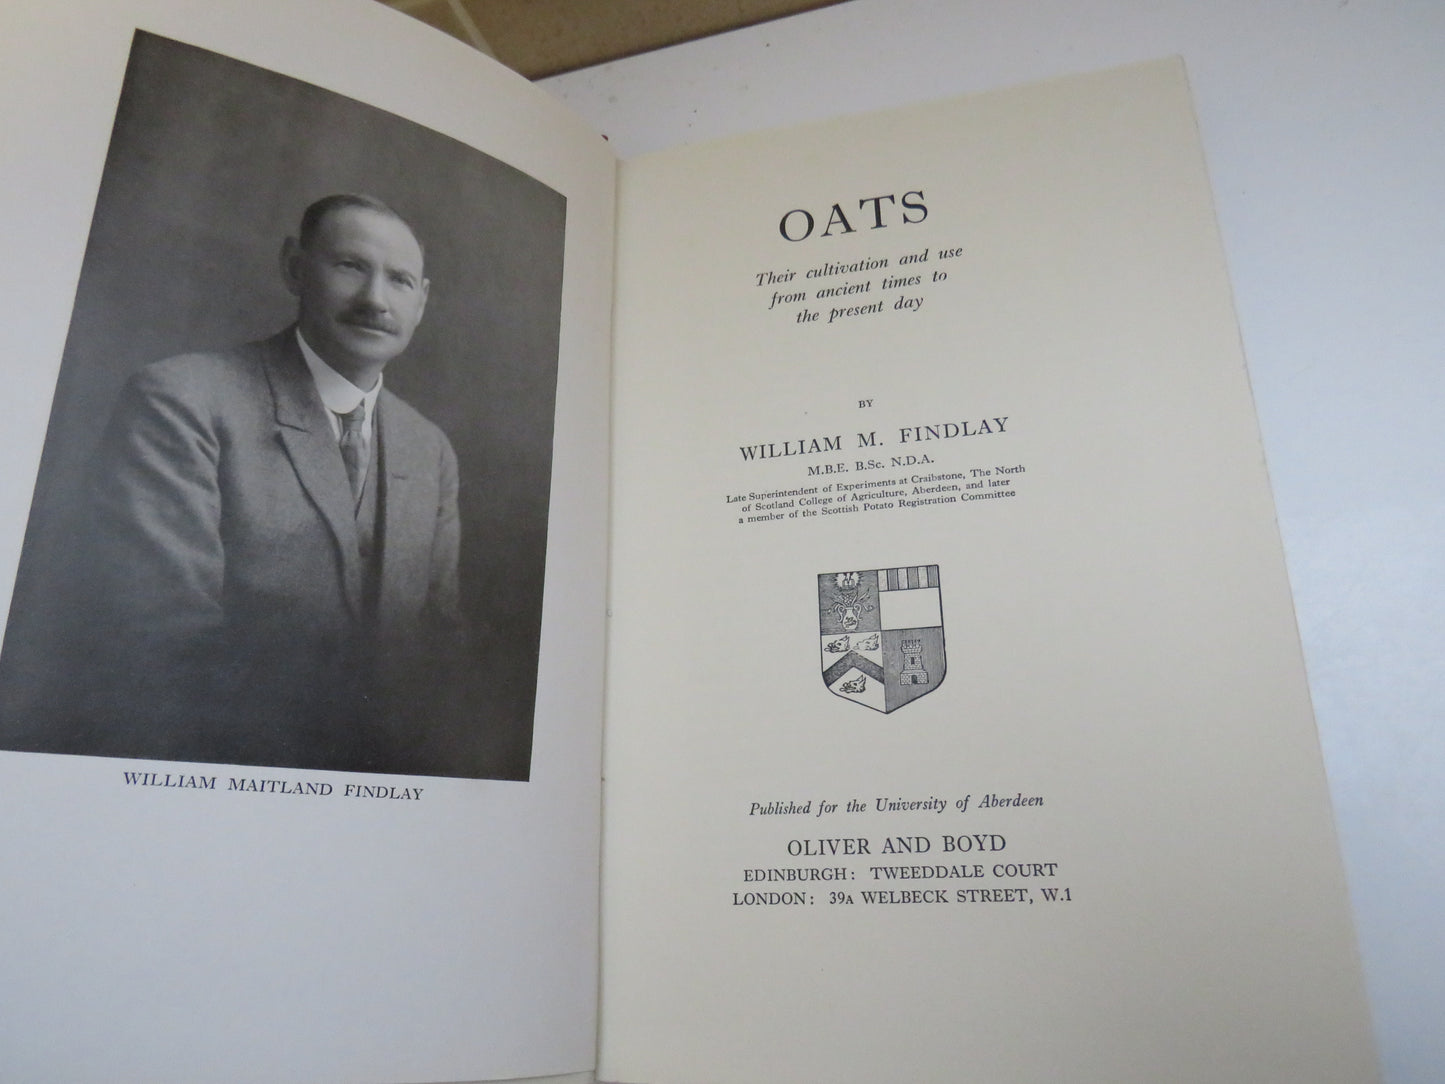 WILLIAM MAITLAND FINDLAY
OATS
Their cultivation and use
from ancient times to
the present day
BY
WILLIAM M. FINDLAY
M.B.E. B.Sc. N.D.A.
Late Superintendent of Experiments at Craibstone, The North
of Scotland College of Agriculture, Aberdeen, and later
a member of the Scottish Potato Registration Committee
Published for the University of Aberdeen
OLIVER AND BOYD
EDINBURGH: TWEEDDALE COURT
LONDON: 39A WELBECK STREET, W.1